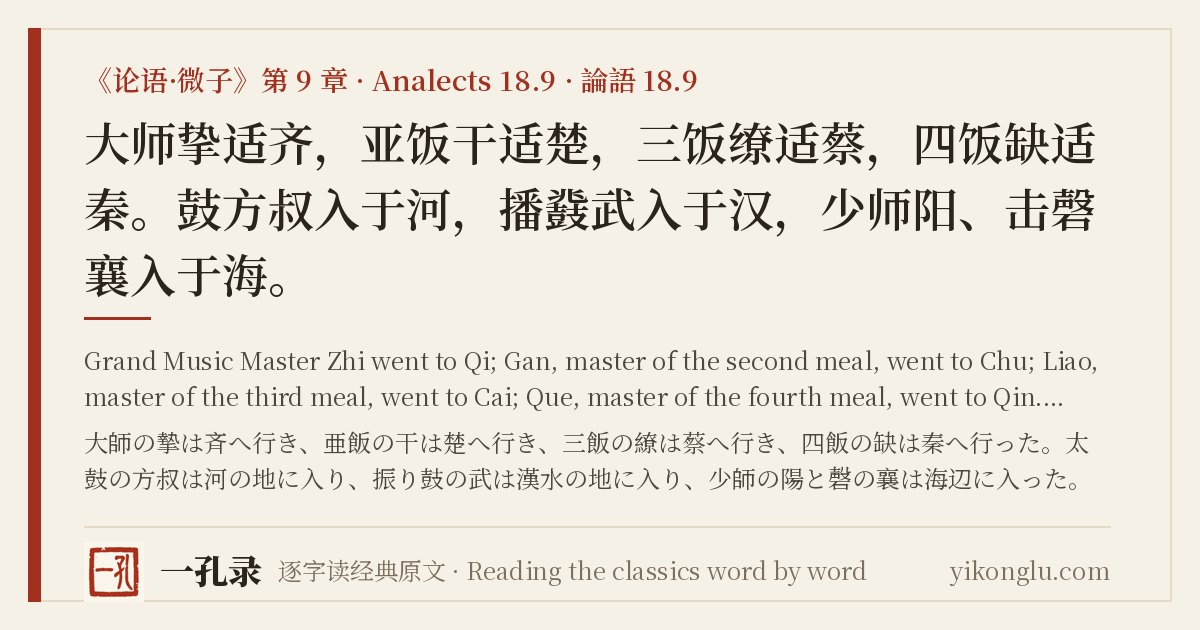 《论语·微子》第 9 章 · Analects 18.9 · 論語 18.9
大师挚适齐，亚饭干适楚，三饭缭适蔡，四饭缺适
秦。鼓方叔入于河，播鼗武入于汉，少师阳、击磬
襄入于海。
Grand Music Master Zhi went to Qi; Gan, master of the second meal, went to Chu; Liao,
master of the third meal, went to Cai; Que, master of the fourth meal, went to Qin.…
大師の摯は斉へ行き、亜飯の干は楚へ行き、三飯の繚は蔡へ行き、四飯の缺は秦へ行った。太
鼓の方叔は河の地に入り、振り鼓の武は漢水の地に入り、少師の陽と磬の襄は海辺に入った。
一孔
一孔录 逐字读经典原文 · Reading the classics word by word yikonglu.com